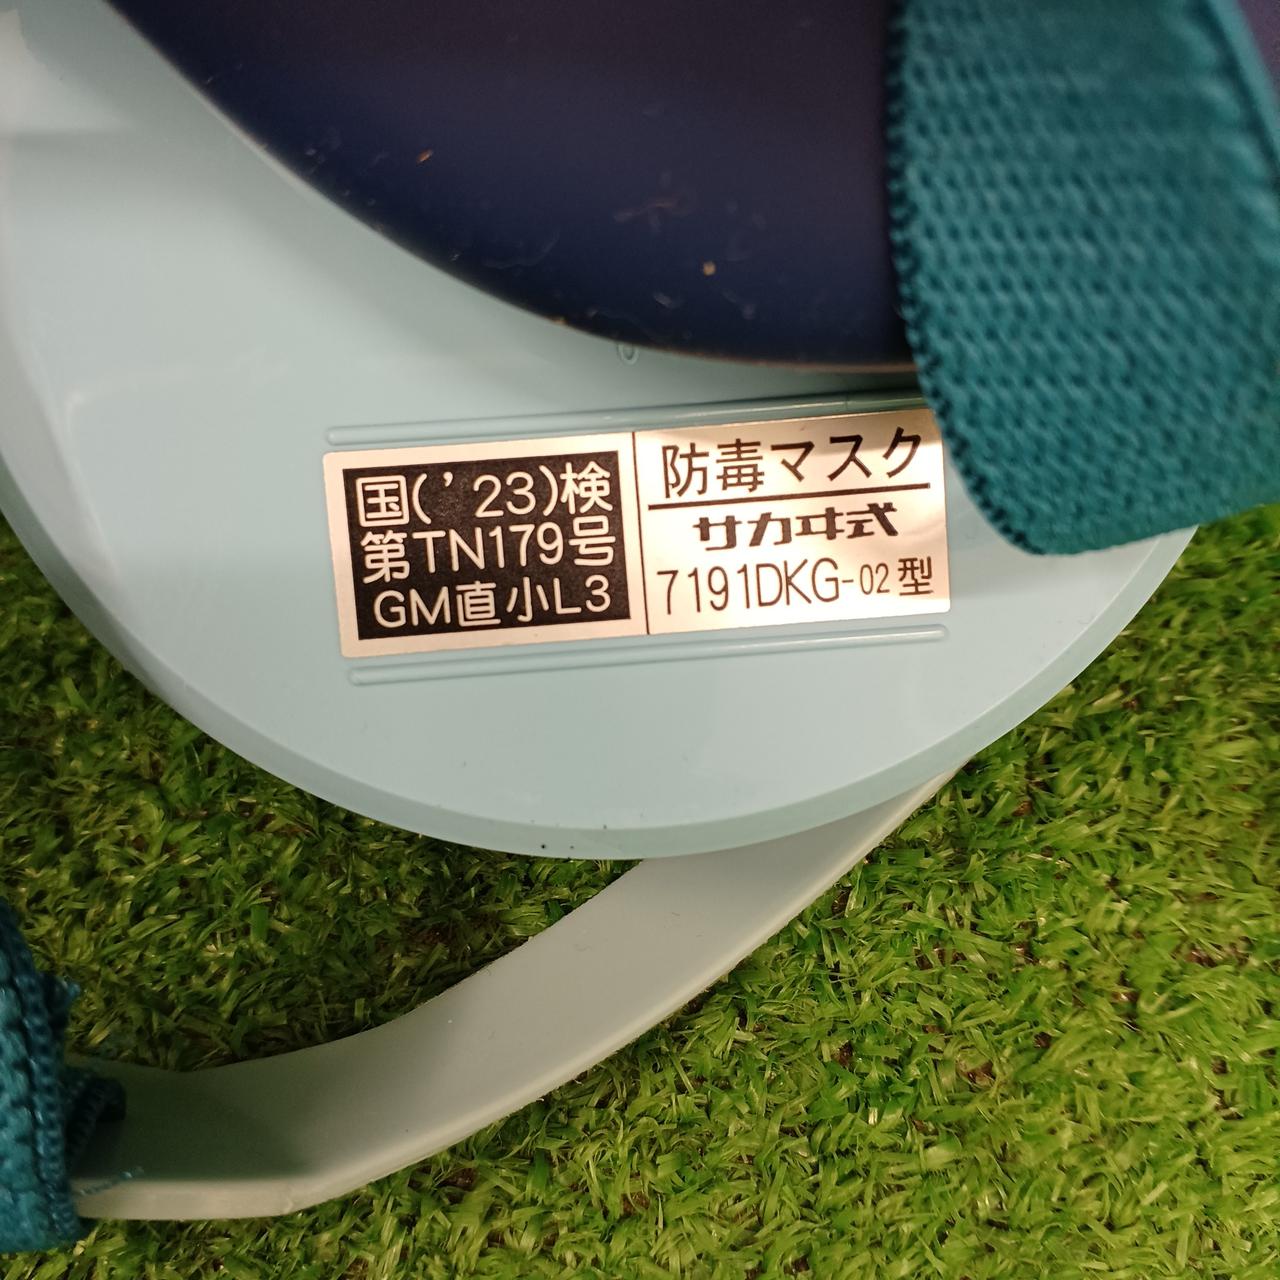 国('23)検
第TN179号
GM直小L3
防毒マスク
サカヰ式
7191DKG-02型